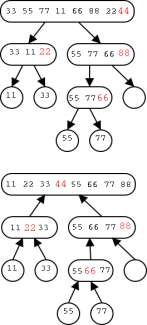 33 55 77 11 66 88 22 44
33 11 22 55 77 66 88
11 33 55 77 66
55 77
11 22 33 44 55 66 77 88
11 22 33 55 66 77 88
11 33 55 66 77
55 77